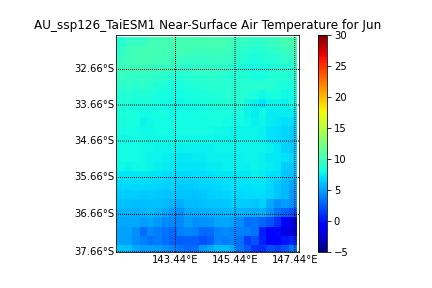 AU_ssp126_TaiESM1 Near-Surface Air Temperature for Jun
32.66°S
33.66°S
34.66°S
35.66°S
36.66°S
37.66°S
143.44°E 145.44°E 147.44°E
30
25
20
15
10
5
0
−5